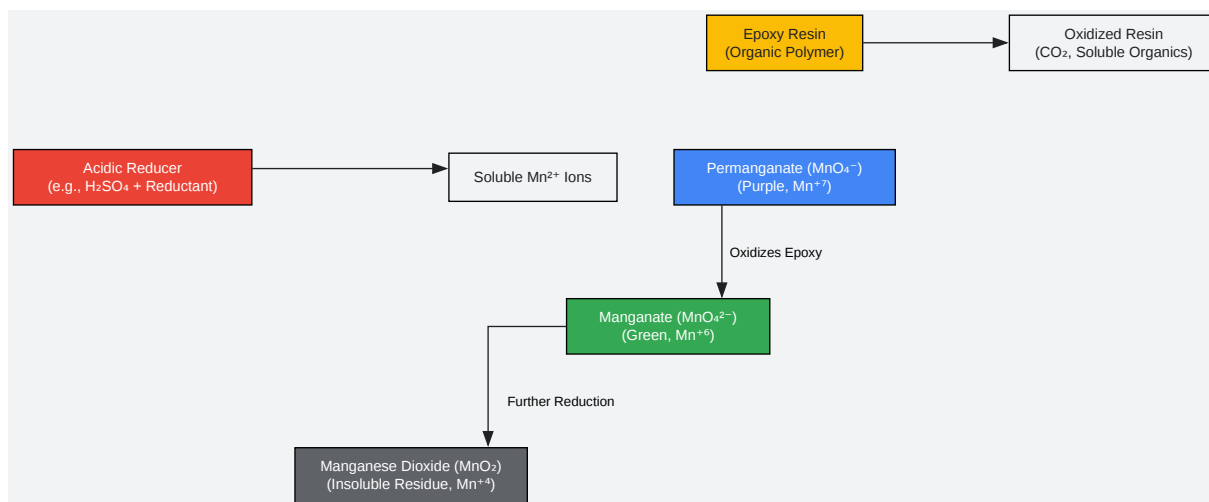 Epoxy Resin
(Organic Polymer)
Oxidized Resin
(CO₂, Soluble Organics)
Acidic Reducer
(e.g., H₂SO₄ + Reductant)
Soluble Mn²⁺ Ions
Permanganate (MnO₄⁻)
(Purple, Mn⁺⁷)
Oxidizes Epoxy
Manganate (MnO₄²⁻)
(Green, Mn⁺⁶)
Further Reduction
Manganese Dioxide (MnO₂)
(Insoluble Residue, Mn⁺⁴)